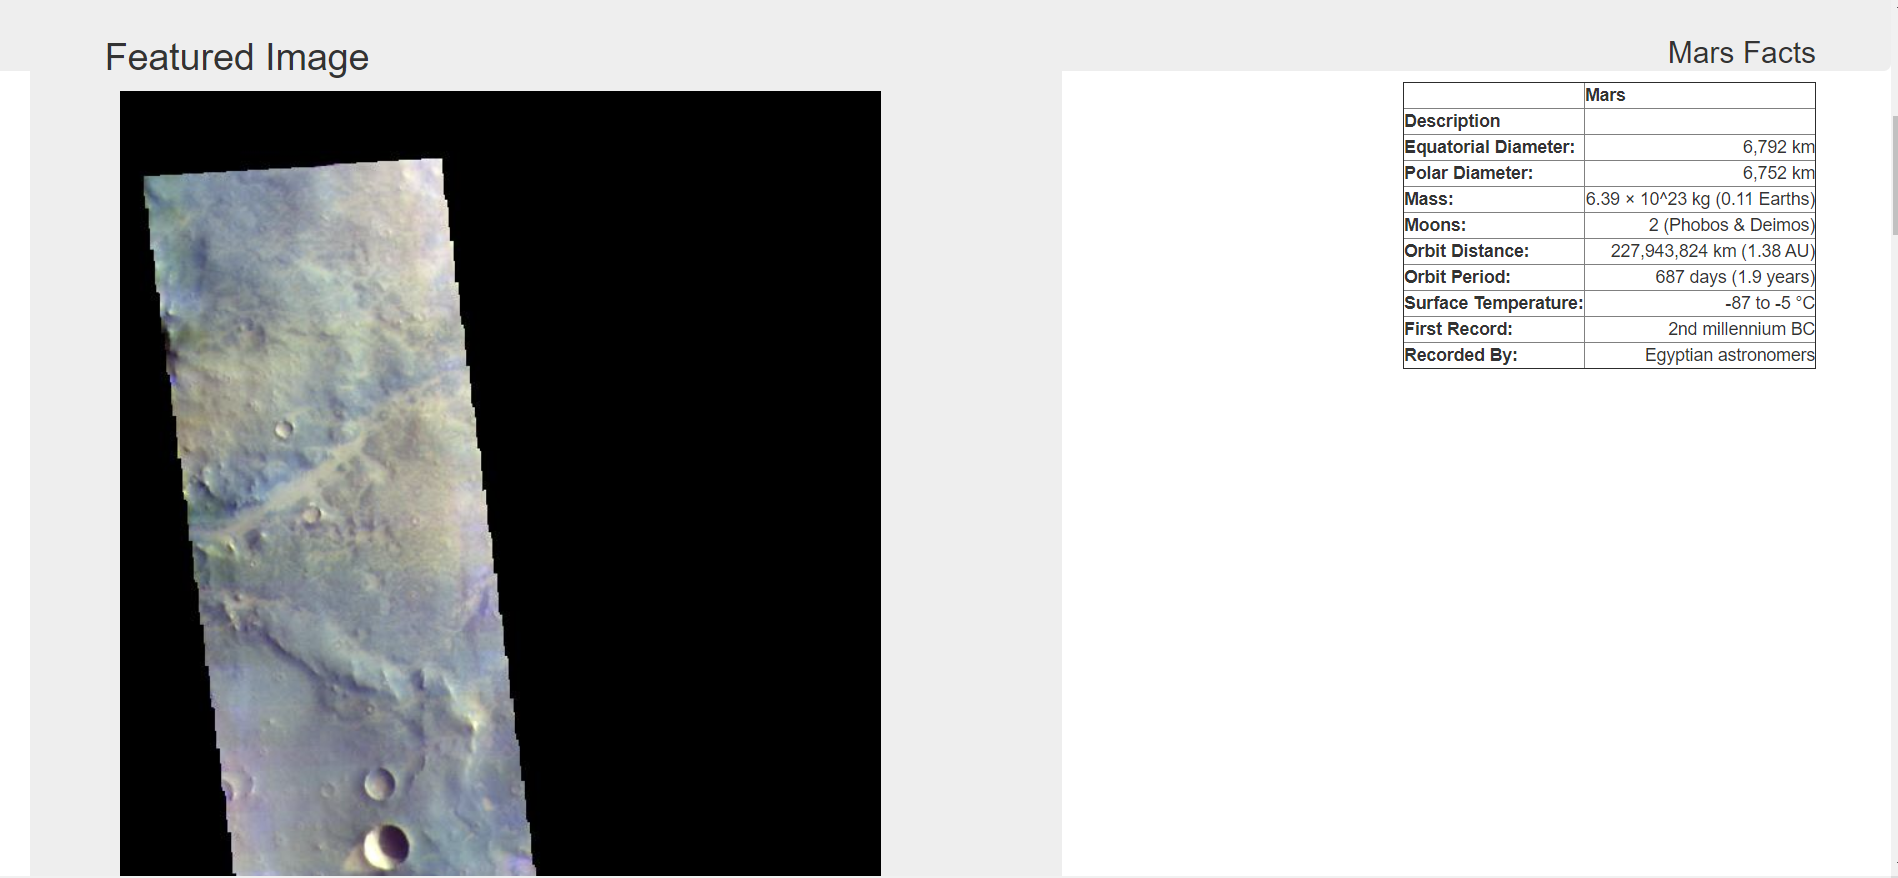 Featured Image
Mars Facts
Mars
Description
Equatorial Diameter: 6,792 km
Polar Diameter: 6,752 km
Mass: 6.39 × 10^23 kg (0.11 Earths)
Moons: 2 (Phobos & Deimos)
Orbit Distance: 227,943,824 km (1.38 AU)
Orbit Period: 687 days (1.9 years)
Surface Temperature: -87 to -5 °C
First Record: 2nd millennium BC
Recorded By: Egyptian astronomers